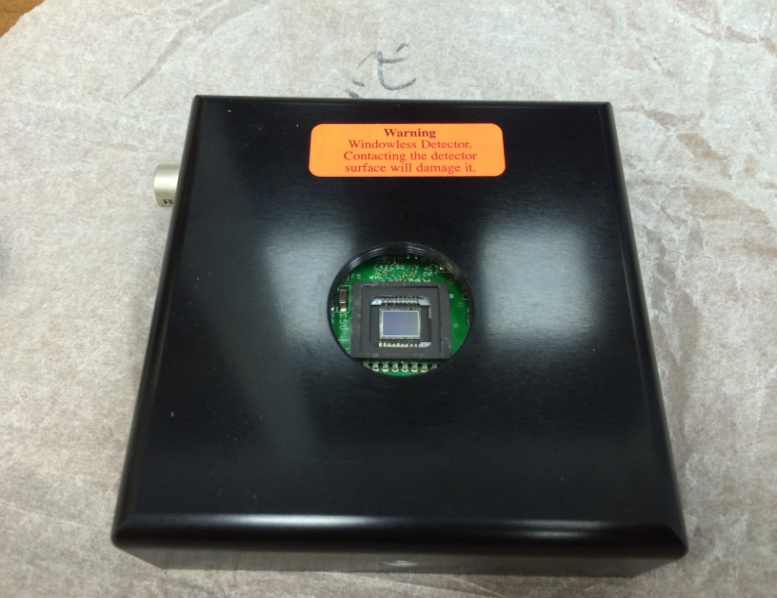 Warning
Windowless Detector.
Contacting the detector
surface will damage it.